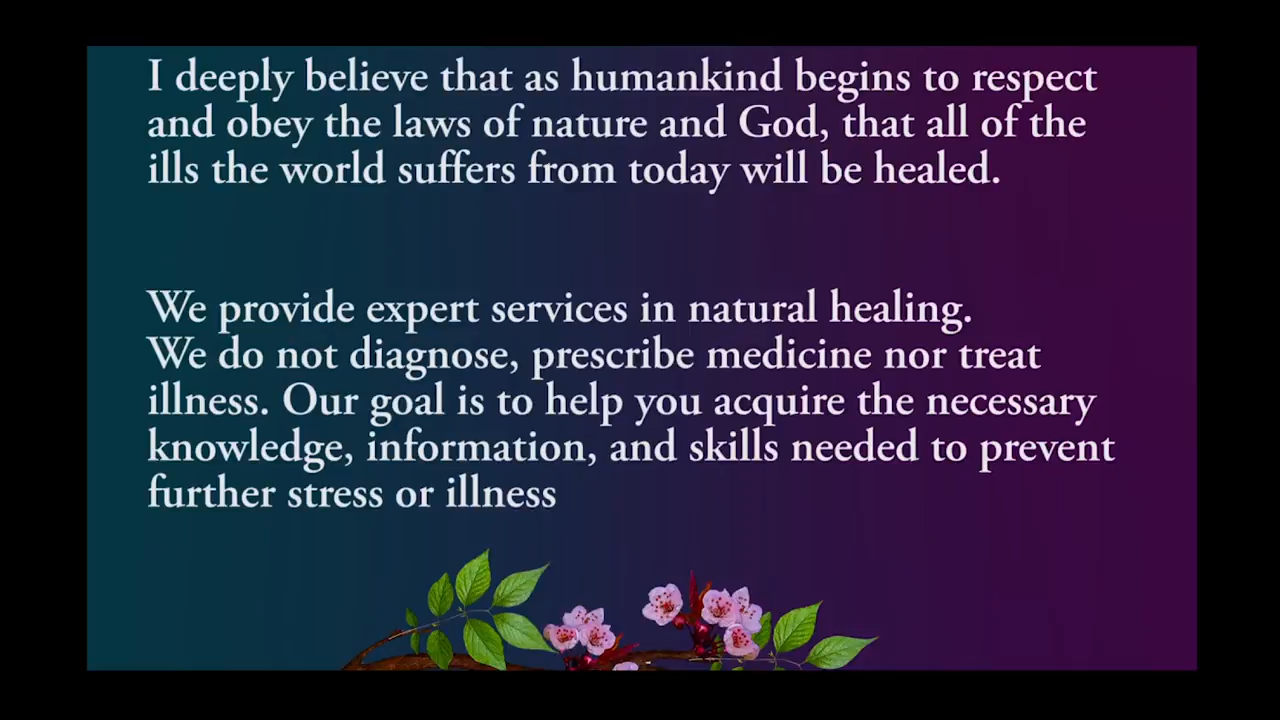 I deeply believe that as humankind begins to respect
and obey the laws of nature and God, that all of the
ills the world suffers from today will be healed.
We provide expert services in natural healing.
We do not diagnose, prescribe medicine nor treat
illness. Our goal is to help you acquire the necessary
knowledge, information, and skills needed to prevent
further stress or illness